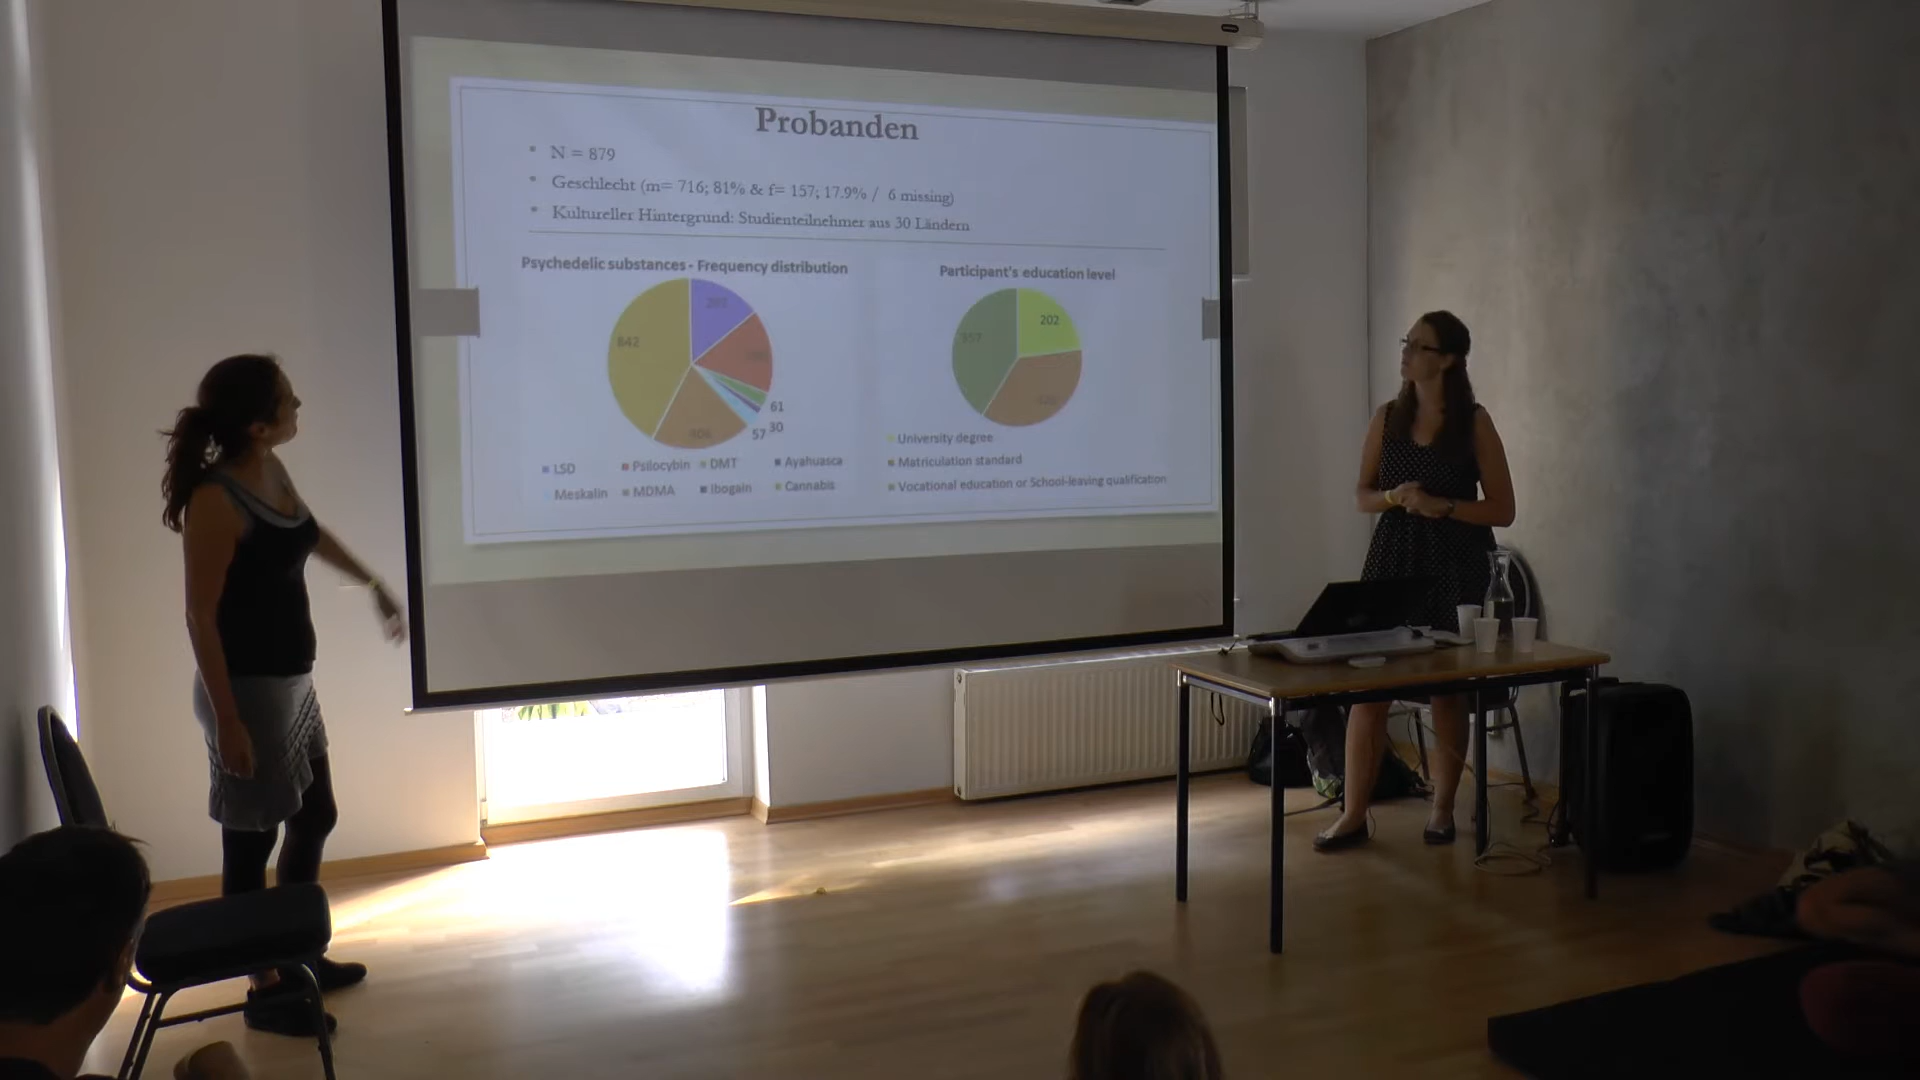 Probanden
N = 879
Geschlecht (m= 716; 81% & f= 157; 17.9% / 6 missing)
Kultureller Hintergrund: Studienteilnehmer aus 30 Ländern
Psychedelic substances - Frequency distribution
842
61
30
57
LSD Psilocybin DMT Ayahuasca
Meskalin MDMA Ibogain Cannabis
Participant's education level
202
357
University degree
Matriculation standard
Vocational education or School-leaving qualification